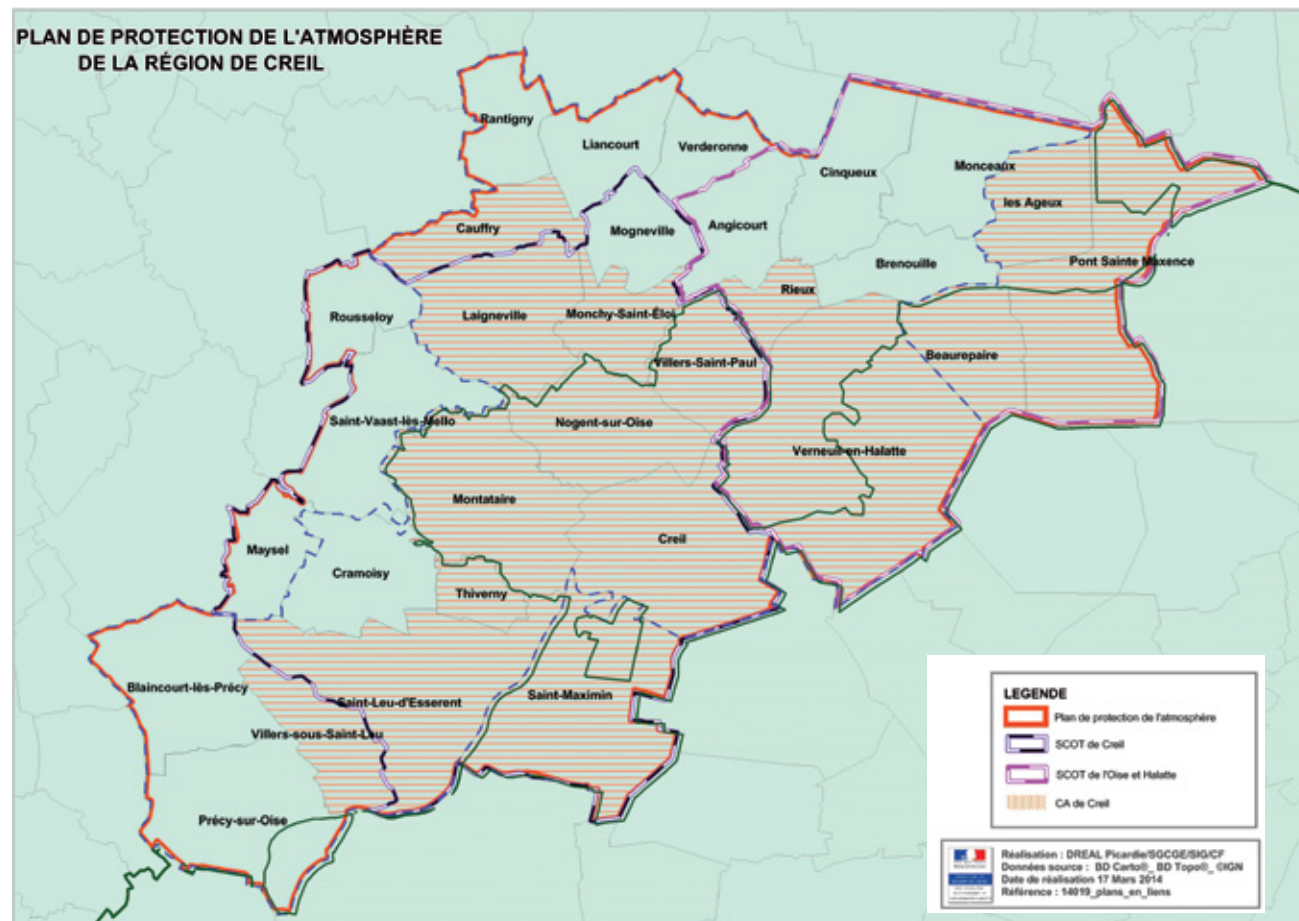 PLAN DE PROTECTION DE L'ATMOSPHÈRE
DE LA RÉGION DE CREIL
Rantigny
Liancourt
Verderonne
Cinqueux
Monceaux
les Ageux
Cauffry
Mogneville
Angicourt
Brenouille
Pont Sainte Maxence
Rieux
Rousseloy
Laigneville
Monchy-Saint-Éloi
Villers-Saint-Paul
Beaurepaire
Saint-Vaast-lès-Mello
Nogent-sur-Oise
Verneuil-en-Halatte
Montataire
Creil
Maysel
Cramoisy
Thiverny
Blaincourt-lès-Précy
Saint-Leu-d'Esserent
Saint-Maximin
Villers-sous-Saint-Leu
Précy-sur-Oise
LEGENDE
Plan de protection de l'atmosphère
SCOT de Creil
SCOT de l'Oise et Halatte
CA de Creil
Réalisation : DREAL Picardie/SGCGE/SIG/CF
Données source : BD Carto®_ BD Topo®_ ©IGN
Date de réalisation 17 Mars 2014
Référence : 14019_plans_en_liens